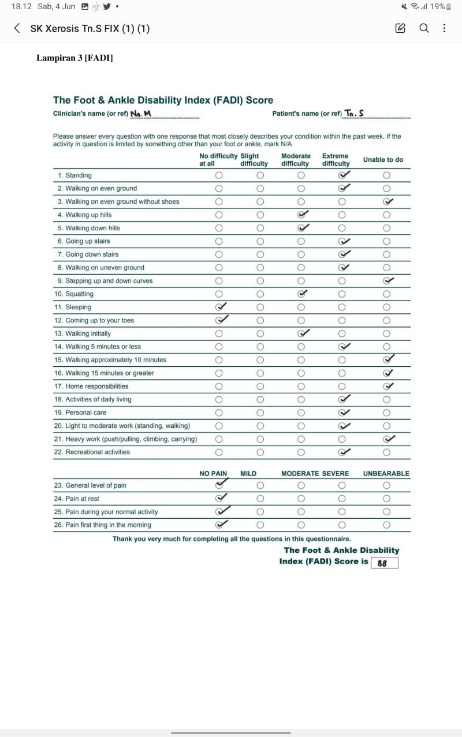 18.12 Sab, 4 Jun
19%
SK Xerosis Tn.S FIX (1) (1)
Lampiran 3 [FADI]
The Foot & Ankle Disability Index (FADI) Score
Clinician's name (or ref) Nn. M Patient's name (or ref) Tn. S
Please answer every question with one response that most closely describes your condition within the past week. If the
activity in question is limited by something other than your foot or ankle, mark N/A
No difficulty at all Slight difficulty Moderate difficulty Extreme difficulty Unable to do
1. Standing
2. Walking on even ground
3. Walking on even ground without shoes
4. Walking up hills
5. Walking down hills
6. Going up stairs
7. Going down stairs
8. Walking on uneven ground
9. Stepping up and down curves
10. Squatting
11. Sleeping
12. Coming up to your toes
13. Walking initially
14. Walking 5 minutes or less
15. Walking approximately 10 minutes
16. Walking 15 minutes or greater
17. Home responsibilities
18. Activities of daily living
19. Personal care
20. Light to moderate work (standing, walking)
21. Heavy work (push/pulling, climbing, carrying)
22. Recreational activities
NO PAIN MILD MODERATE SEVERE UNBEARABLE
23. General level of pain
24. Pain at rest
25. Pain during your normal activity
26. Pain first thing in the morning
Thank you very much for completing all the questions in this questionnaire.
The Foot & Ankle Disability
Index (FADI) Score is 88